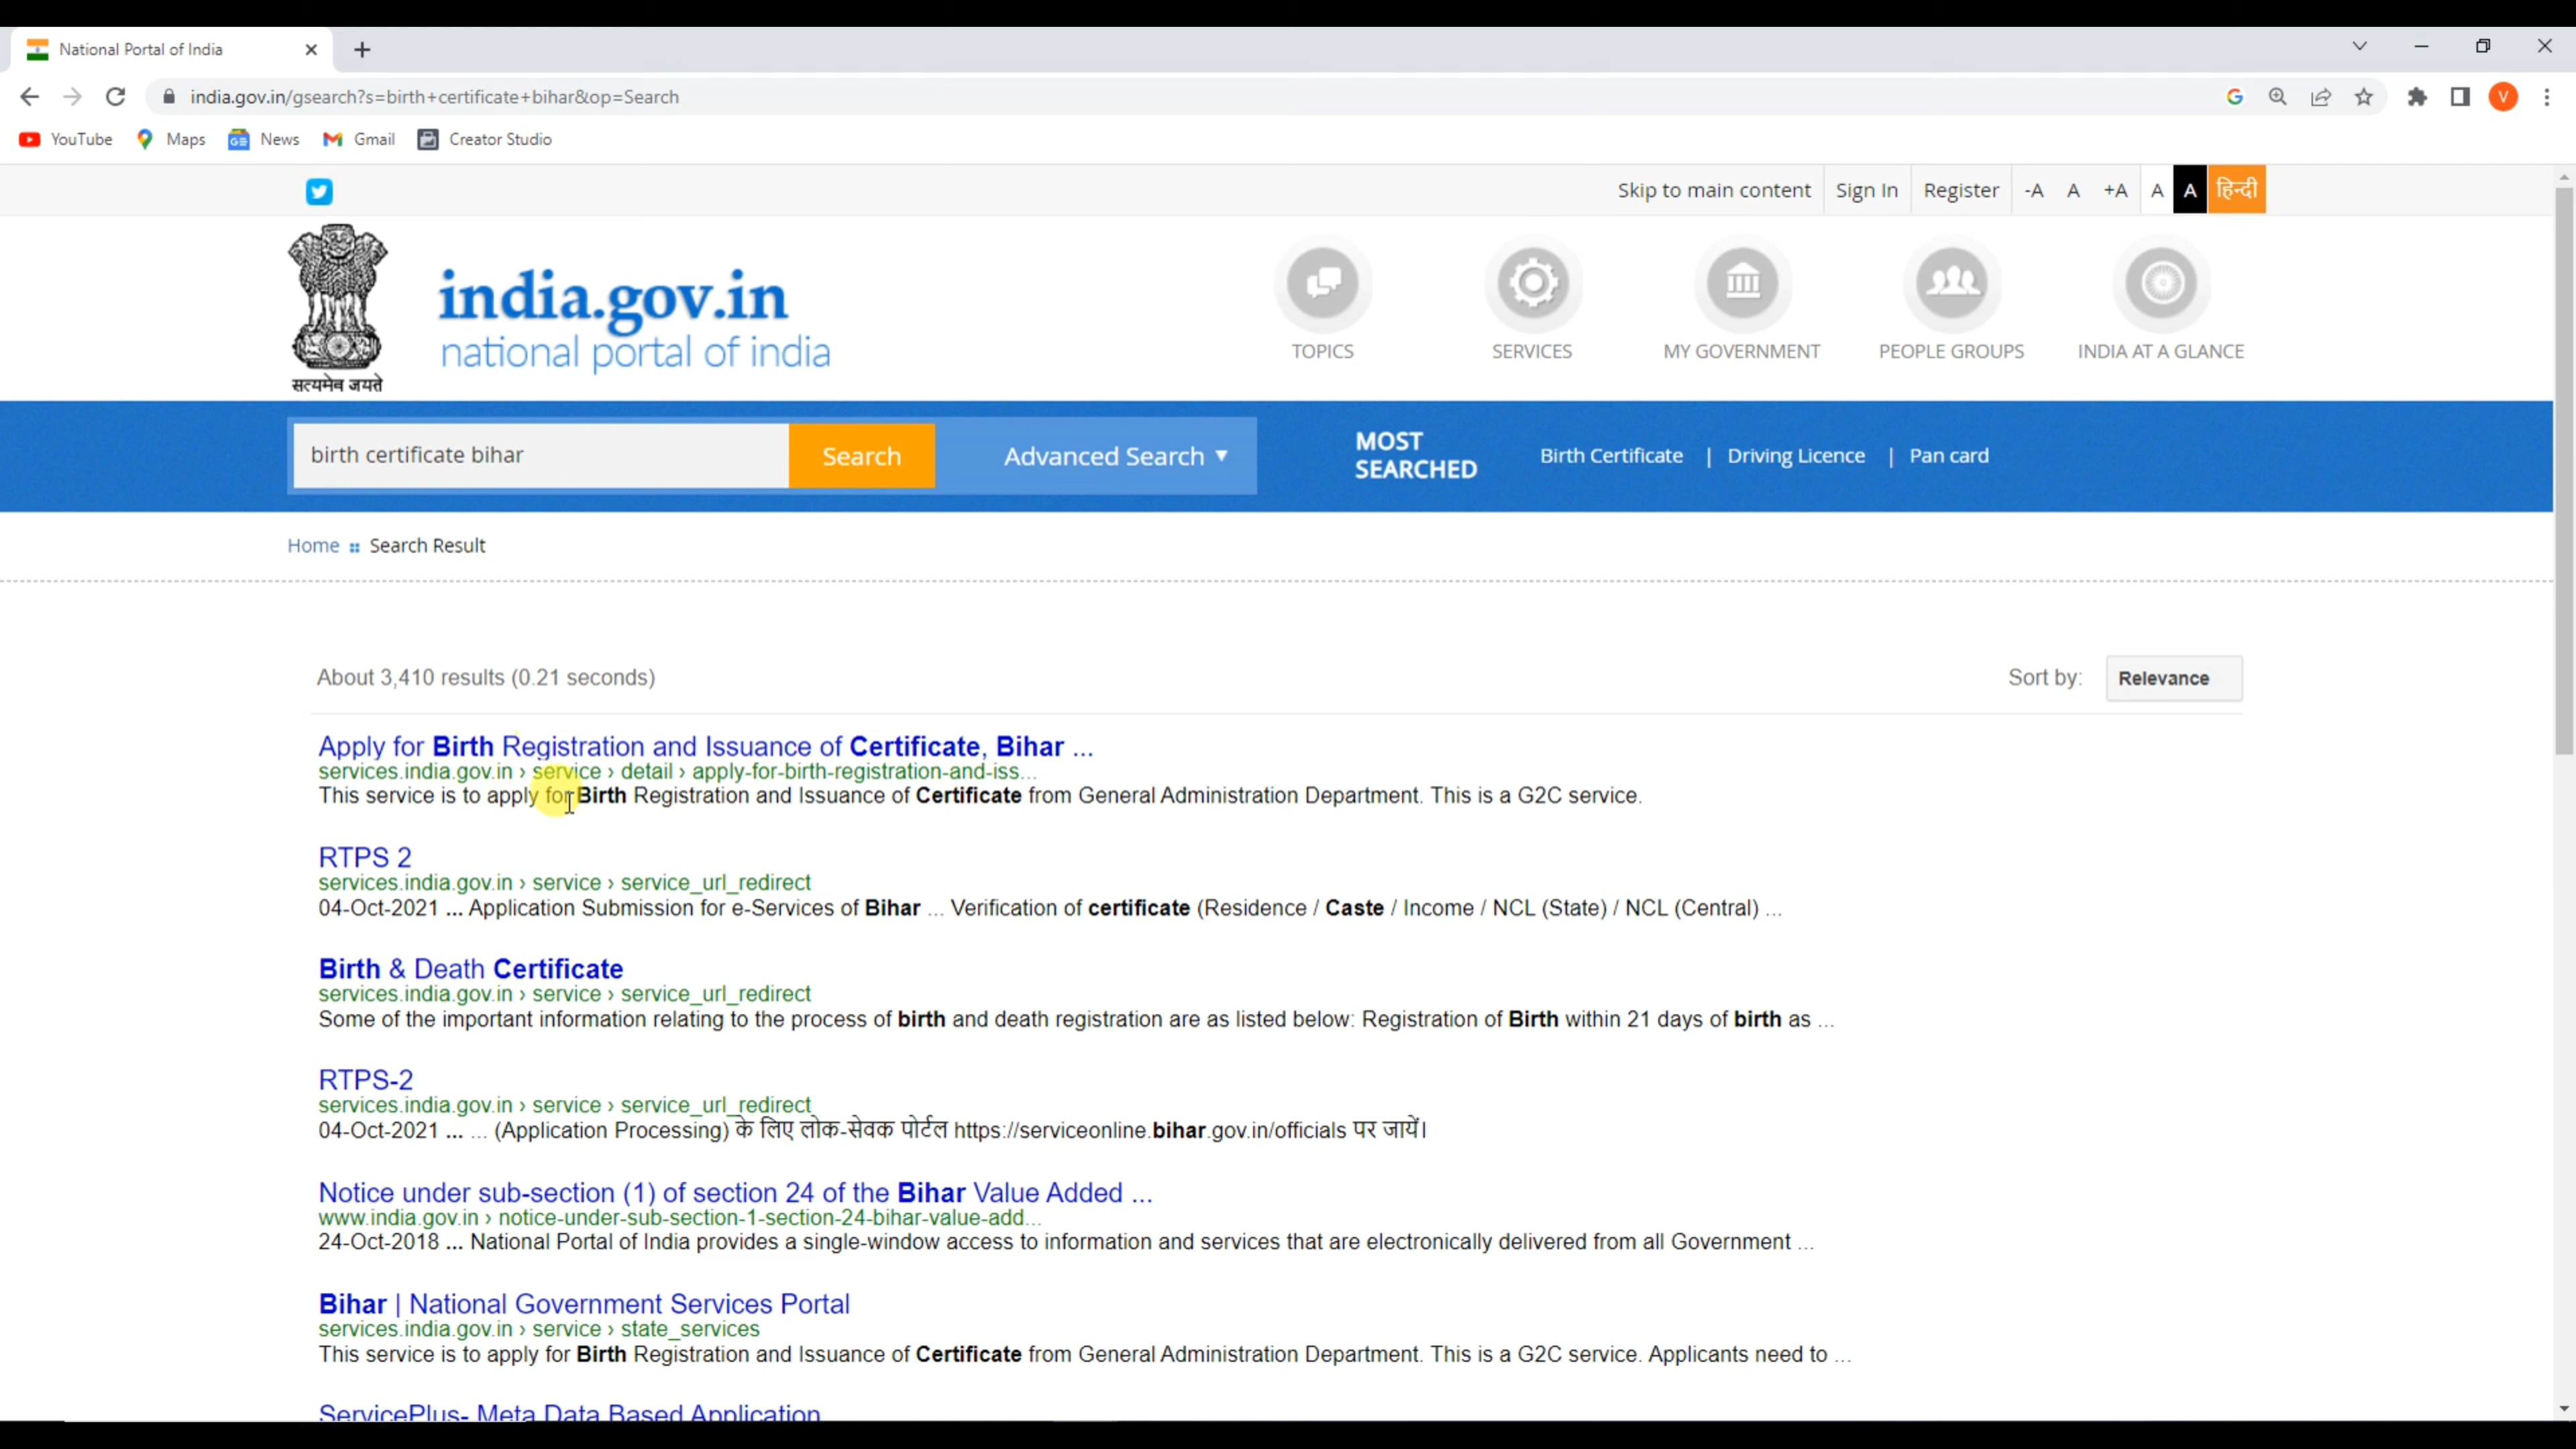 National Portal of India
india.gov.in/gsearch?s=birth+certificate+bihar&op=Search
V
YouTube Maps News Gmail Creator Studio
Skip to main content Sign In Register -A A +A A A हिन्दी
सत्यमेव जयते
india.gov.in
national portal of india
TOPICS SERVICES MY GOVERNMENT PEOPLE GROUPS INDIA AT A GLANCE
birth certificate bihar Search Advanced Search ▼
MOST SEARCHED Birth Certificate | Driving Licence | Pan card
Home Search Result
About 3,410 results (0.21 seconds) Sort by: Relevance
Apply for Birth Registration and Issuance of Certificate, Bihar ...
services.india.gov.in › service › detail › apply-for-birth-registration-and-iss...
This service is to apply for Birth Registration and Issuance of Certificate from General Administration Department. This is a G2C service.
RTPS 2
services.india.gov.in › service › service_url_redirect
04-Oct-2021 ... Application Submission for e-Services of Bihar ... Verification of certificate (Residence / Caste / Income / NCL (State) / NCL (Central) ...
Birth & Death Certificate
services.india.gov.in › service › service_url_redirect
Some of the important information relating to the process of birth and death registration are as listed below: Registration of Birth within 21 days of birth as ...
RTPS-2
services.india.gov.in › service › service_url_redirect
04-Oct-2021 ... ... (Application Processing) के लिए लोक-सेवक पोर्टल https://serviceonline.bihar.gov.in/officials पर जायें।
Notice under sub-section (1) of section 24 of the Bihar Value Added ...
www.india.gov.in › notice-under-sub-section-1-section-24-bihar-value-add...
24-Oct-2018 ... National Portal of India provides a single-window access to information and services that are electronically delivered from all Government ...
Bihar | National Government Services Portal
services.india.gov.in › service › state_services
This service is to apply for Birth Registration and Issuance of Certificate from General Administration Department. This is a G2C service. Applicants need to ...
ServicePlus- Meta Data Based Application